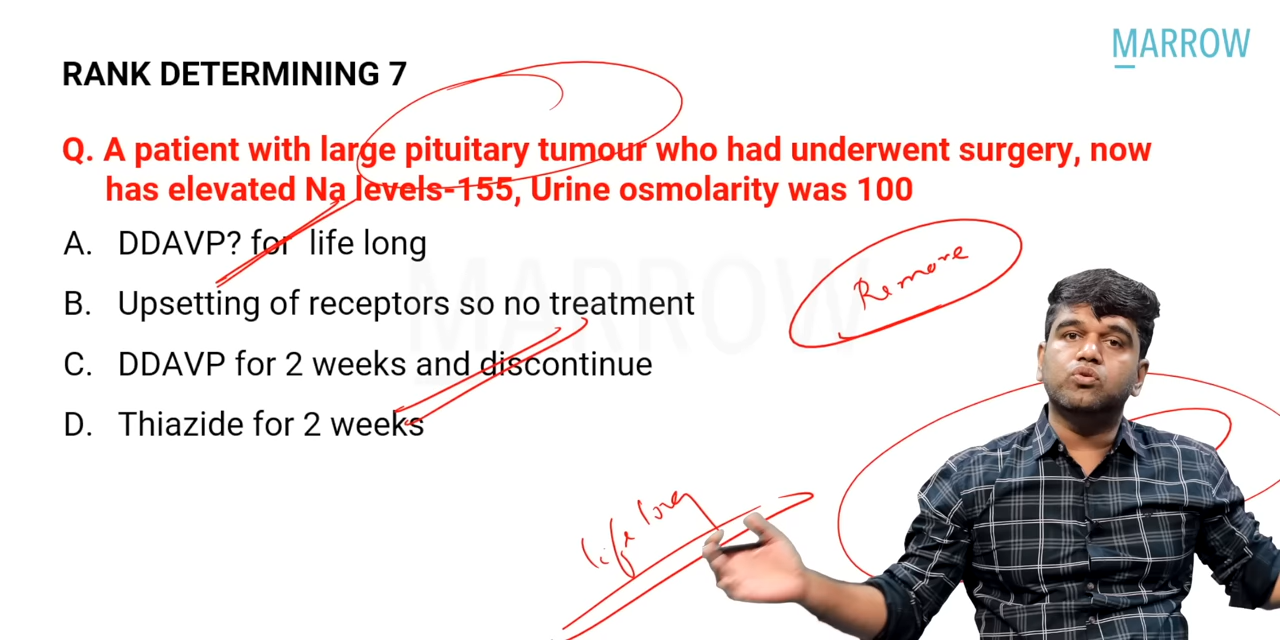 MARROW
RANK DETERMINING 7
Q. A patient with large pituitary tumour who had underwent surgery, now
has elevated Na levels-155, Urine osmolarity was 100
A. DDAVP? for life long
B. Upsetting of receptors so no treatment
C. DDAVP for 2 weeks and discontinue
D. Thiazide for 2 weeks
MARROW
Remove
life long